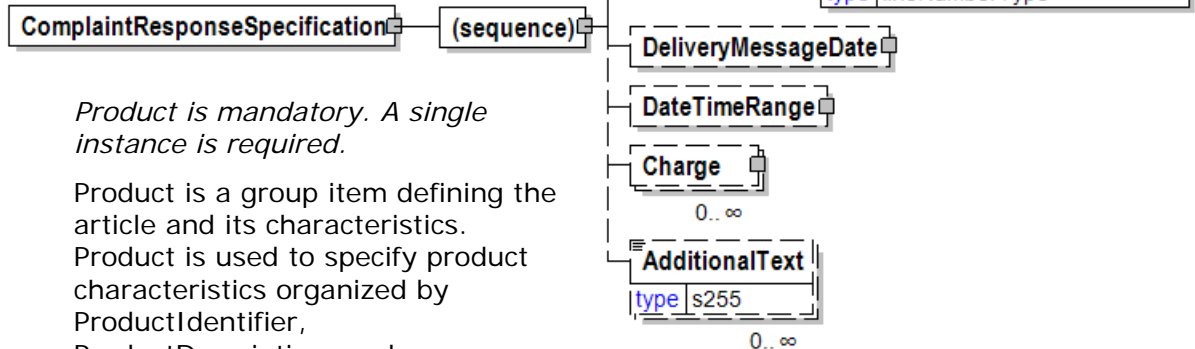 type
ComplaintResponseSpecification
(sequence)
DeliveryMessageDate
DateTimeRange
Charge
0.. ∞
AdditionalText
type s255
0.. ∞
Product is mandatory. A single
instance is required.
Product is a group item defining the
article and its characteristics.
Product is used to specify product
characteristics organized by
ProductIdentifier,